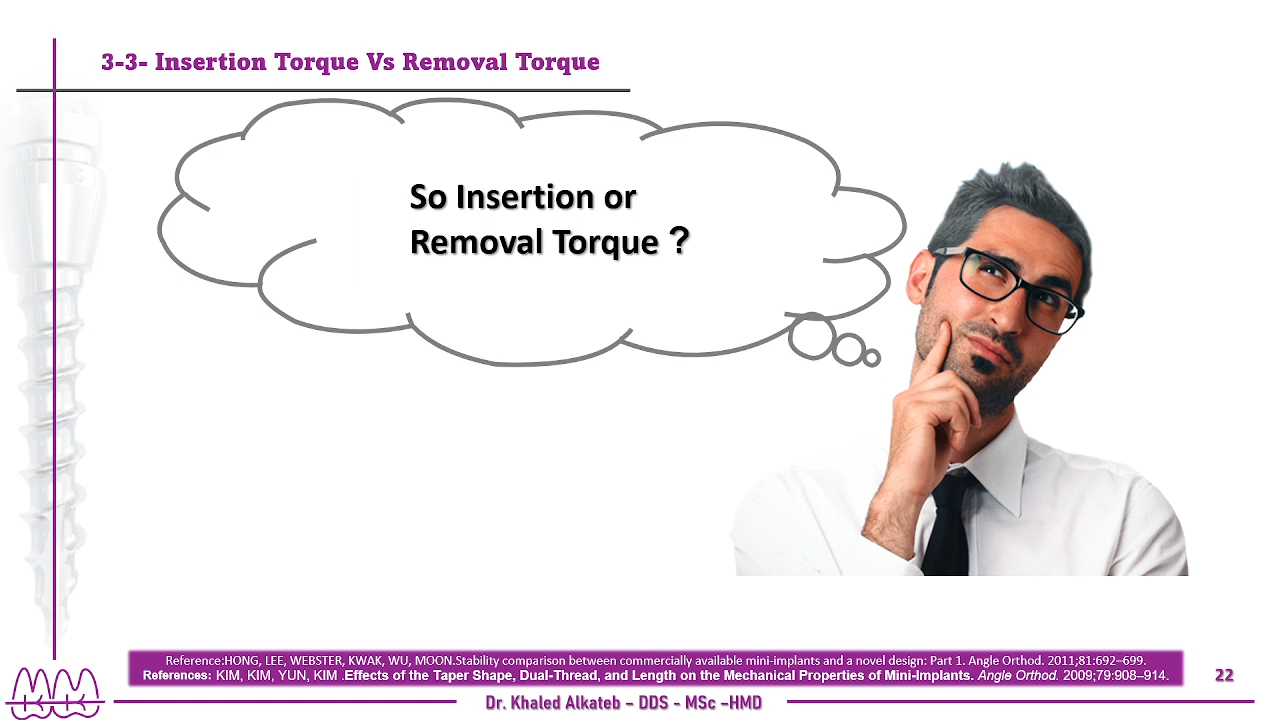 3-3- Insertion Torque Vs Removal Torque
So Insertion or
Removal Torque ?
Reference:HONG, LEE, WEBSTER, KWAK, WU, MOON.Stability comparison between commercially available mini-implants and a novel design: Part 1. Angle Orthod. 2011;81:692–699.
References: KIM, KIM, YUN, KIM .Effects of the Taper Shape, Dual-Thread, and Length on the Mechanical Properties of Mini-Implants. Angle Orthod. 2009;79:908–914.
22
Dr. Khaled Alkateb – DDS - MSc –HMD